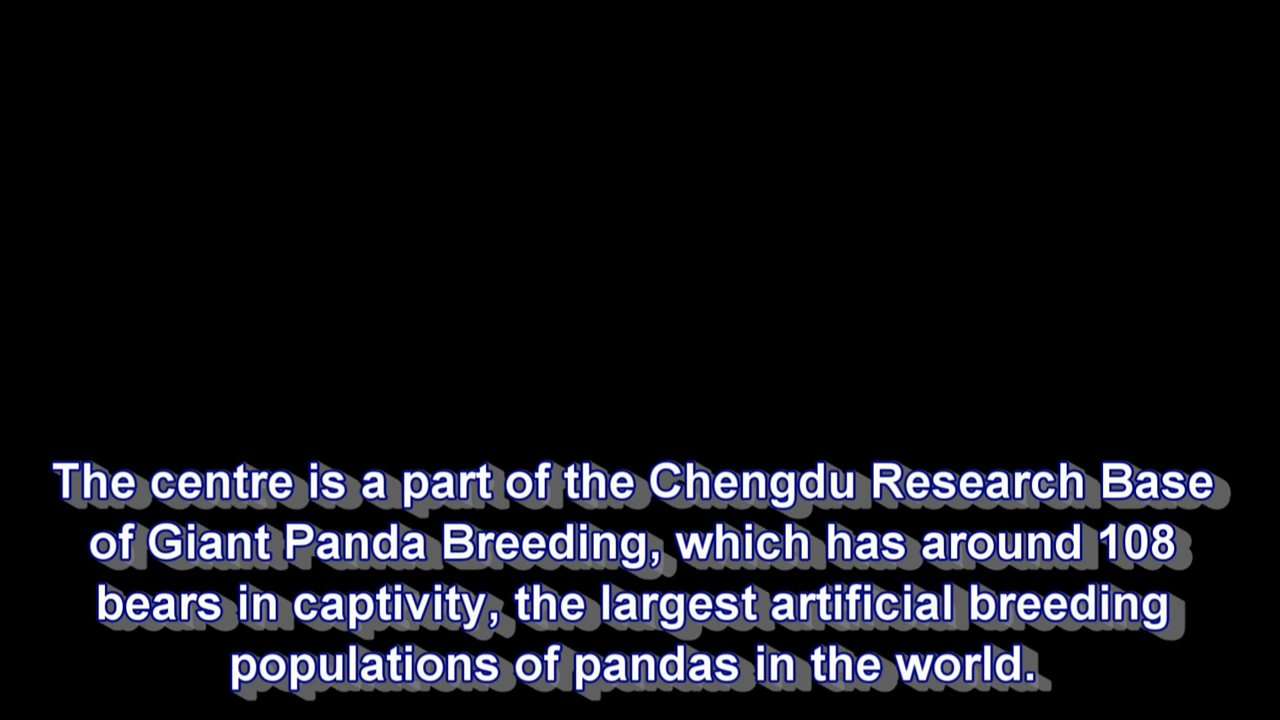 The centre is a part of the Chengdu Research Base
of Giant Panda Breeding, which has around 108
bears in captivity, the largest artificial breeding
populations of pandas in the world.